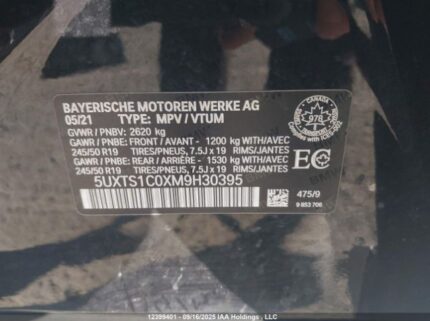 BAYERISCHE MOTOREN WERKE AG
05/21 TYPE: MPV / VTUM
GVWR / PNBV: 2620 kg
GAWR / PNBE: FRONT / AVANT - 1200 kg WITH/AVEC
245/50 R19 TIRES/PNEUS, 7.5J x 19 RIMS/JANTES
GAWR / PNBE: REAR / ARRIÈRE - 1530 kg WITH/AVEC
245/50 R19 TIRES/PNEUS, 7.5J x 19 RIMS/JANTES
5UXTS1C0XM9H30395
CANADA
978
TRANSPORT
EC
475/9
9 853 706
12399401 - 09/16/2025 IAA Holdings, LLC